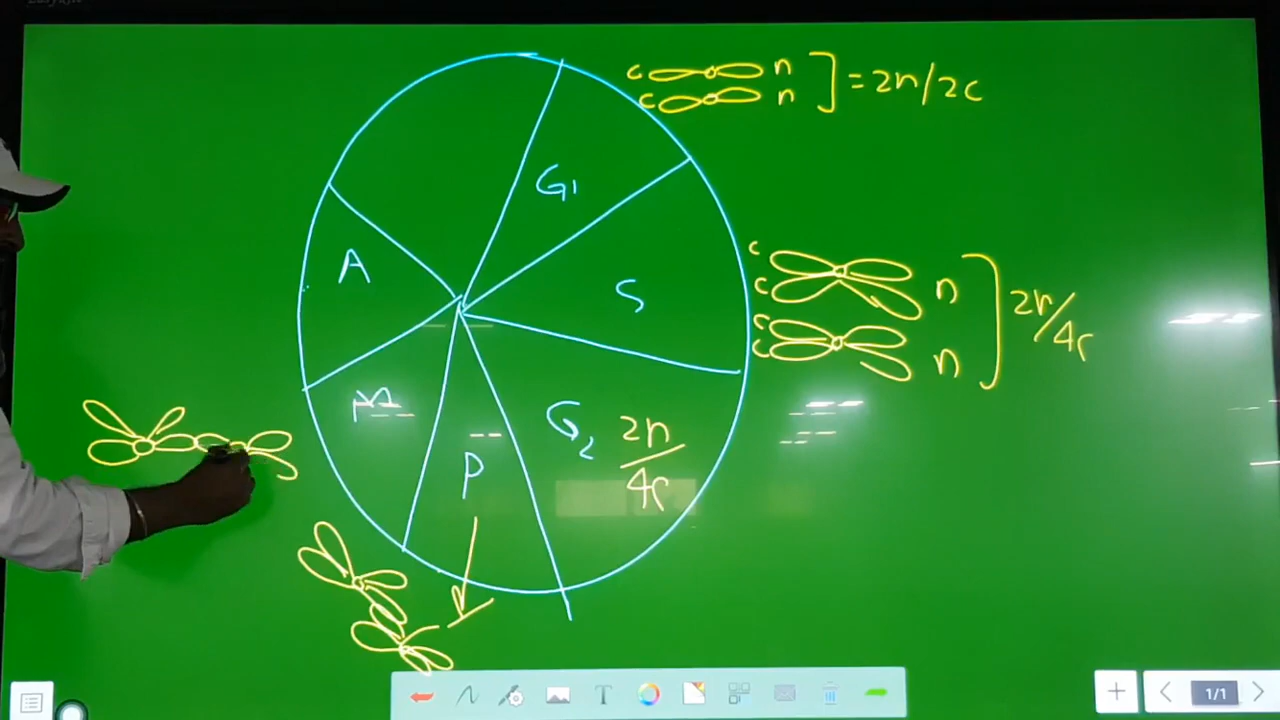 c n
c n ] = 2n/2c
G1
c
c n
c
c n ] 2n/4c
S
A
M
G2 2n/4c
P
1/1